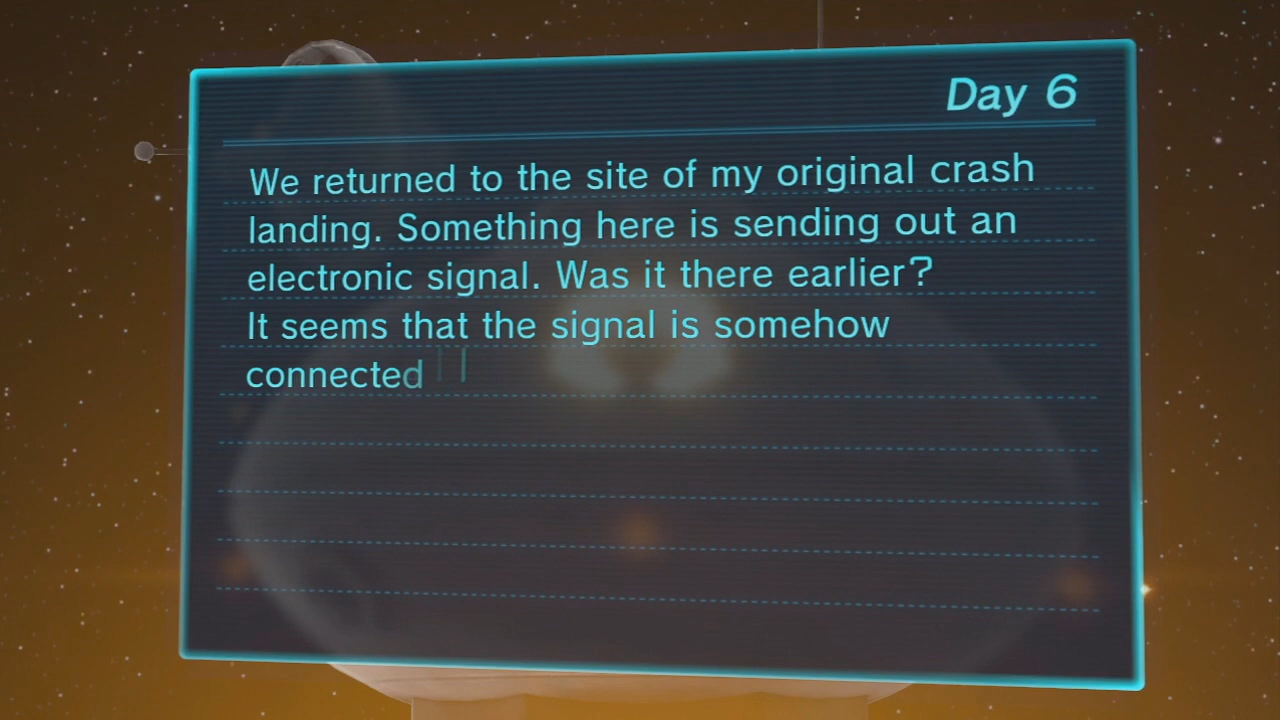 Day 6
We returned to the site of my original crash
landing. Something here is sending out an
electronic signal. Was it there earlier?
It seems that the signal is somehow
connected